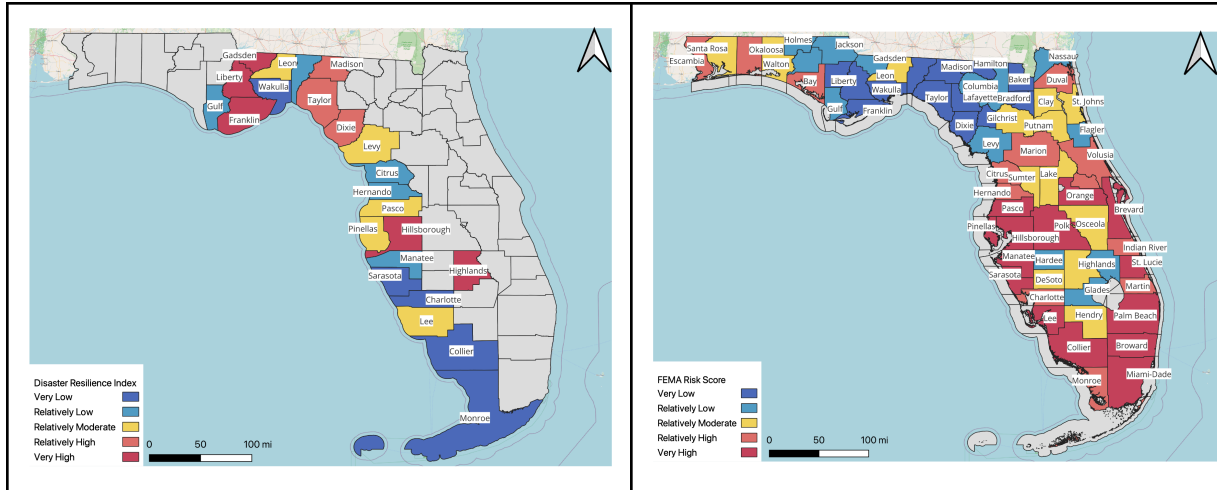 Gadsden
Leon
Madison
Liberty
Wakulla
Gulf
Taylor
Franklin
Dixie
Levy
Citrus
Hernando
Pasco
Pinellas
Hillsborough
Manatee
Sarasota
Highlands
Charlotte
Lee
Collier
Monroe
Disaster Resilience Index
Very Low
Relatively Low
Relatively Moderate
Relatively High
Very High
0 50 100 mi
Holmes
Santa Rosa
Okaloosa
Jackson
Escambia
Walton
Gadsden
Nassau
Bay
Liberty
Leon
Madison
Hamilton
Baker
Duval
Wakulla
Columbia
Taylor
Lafayette
Bradford
Clay
St. Johns
Gulf
Franklin
Dixie
Gilchrist
Putnam
Flagler
Levy
Marion
Volusia
Citrus
Sumter
Lake
Hernando
Orange
Pasco
Brevard
Pinellas
Polk
Osceola
Hillsborough
Indian River
Manatee
Hardee
Highlands
St. Lucie
Sarasota
DeSoto
Martin
Charlotte
Glades
Lee
Hendry
Palm Beach
Collier
Broward
Monroe
Miami-Dade
FEMA Risk Score
Very Low
Relatively Low
Relatively Moderate
Relatively High
Very High
0 50 100 mi